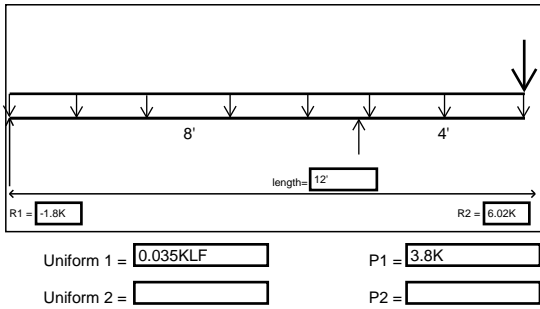 8' 4'
length= 12'
R1 = -1.8K R2 = 6.02K
Uniform 1 = 0.035KLF P1 = 3.8K
Uniform 2 = P2 =